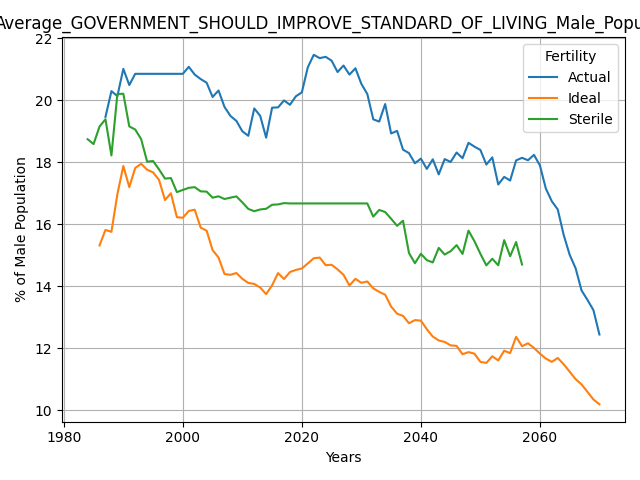 Average_GOVERNMENT_SHOULD_IMPROVE_STANDARD_OF_LIVING_Male_Popu
22
20
18
16
14
12
10
% of Male Population
Fertility
Actual
Ideal
Sterile
1980 2000 2020 2040 2060
Years